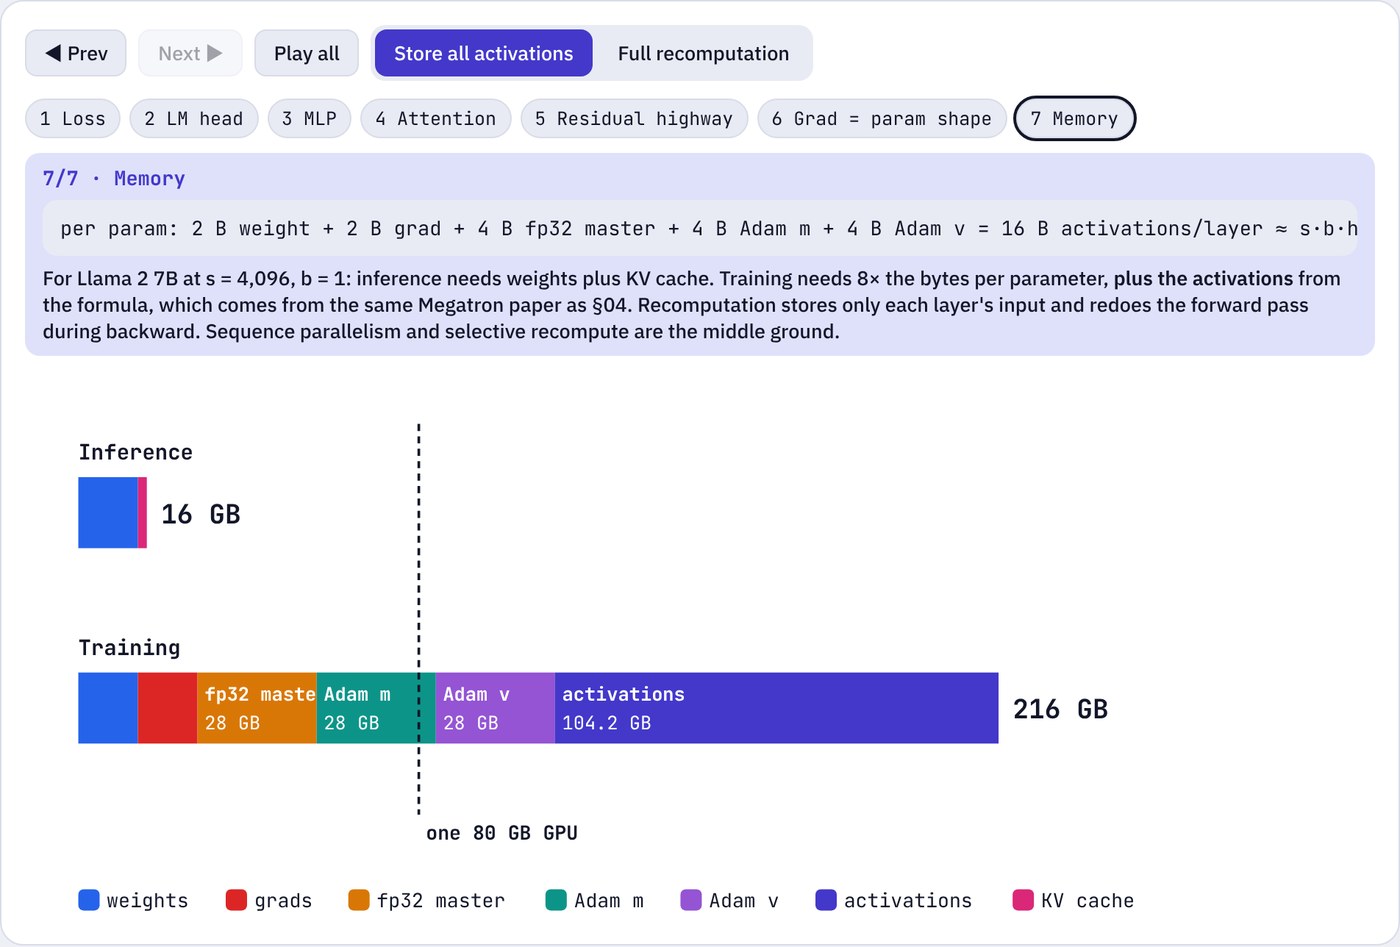 ◀ Prev
Next ▶
Play all
Store all activations
Full recomputation
1 Loss
2 LM head
3 MLP
4 Attention
5 Residual highway
6 Grad = param shape
7 Memory
7/7 · Memory
per param: 2 B weight + 2 B grad + 4 B fp32 master + 4 B Adam m + 4 B Adam v = 16 B activations/layer ≈ s·b·h
For Llama 2 7B at s = 4,096, b = 1: inference needs weights plus KV cache. Training needs 8× the bytes per parameter, plus the activations from
the formula, which comes from the same Megatron paper as §04. Recomputation stores only each layer's input and redoes the forward pass
during backward. Sequence parallelism and selective recompute are the middle ground.
Inference
16 GB
Training
fp32 maste
28 GB
Adam m
28 GB
Adam v
28 GB
activations
104.2 GB
216 GB
one 80 GB GPU
weights
grads
fp32 master
Adam m
Adam v
activations
KV cache